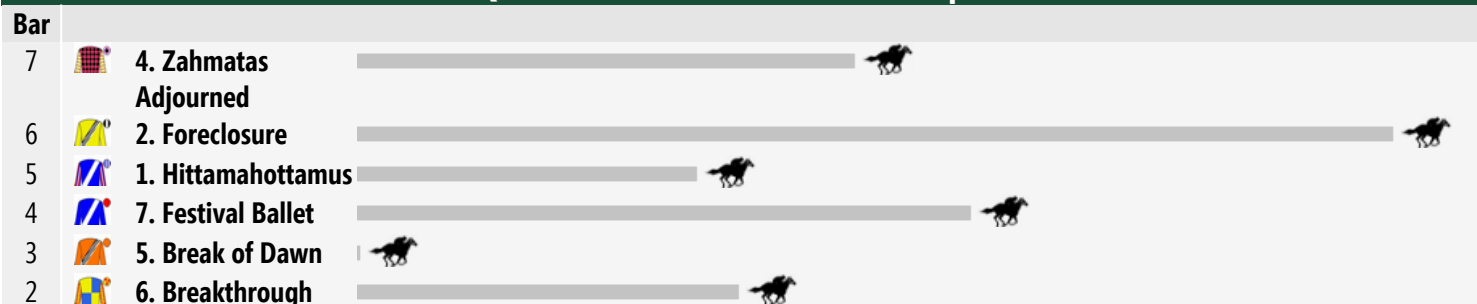 Bar
7 4. Zahmatas
Adjourned
6 2. Foreclosure
5 1. Hittamahottamus
4 7. Festival Ballet
3 5. Break of Dawn
2 6. Breakthrough